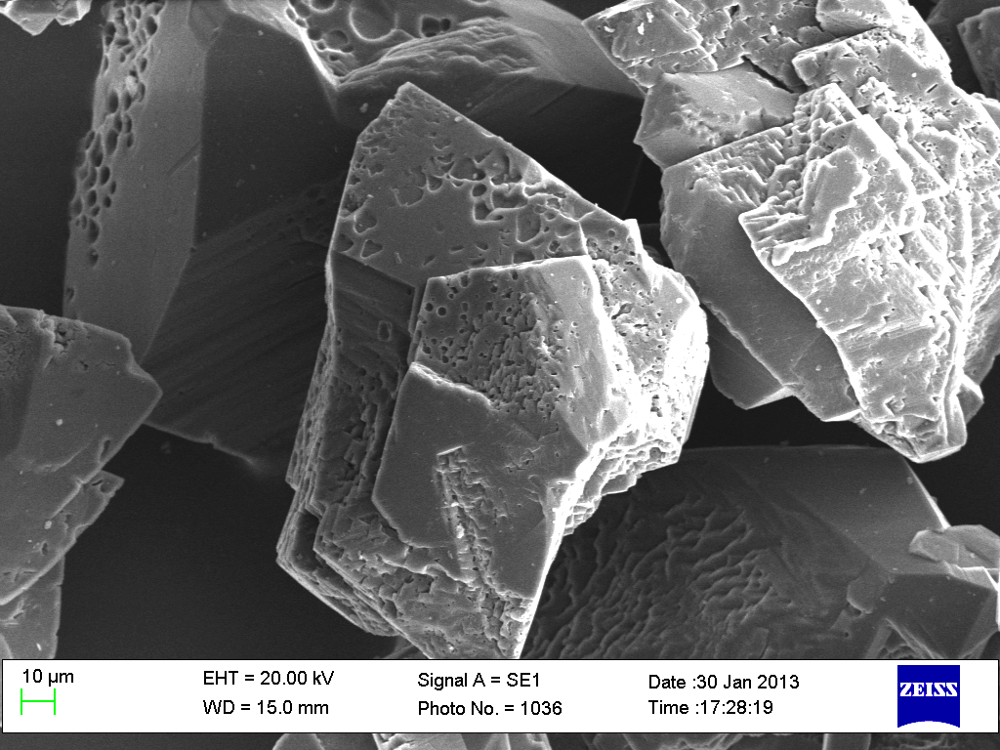 10 µm
EHT = 20.00 kV
WD = 15.0 mm
Signal A = SE1
Photo No. = 1036
Date :30 Jan 2013
Time :17:28:19
ZEISS